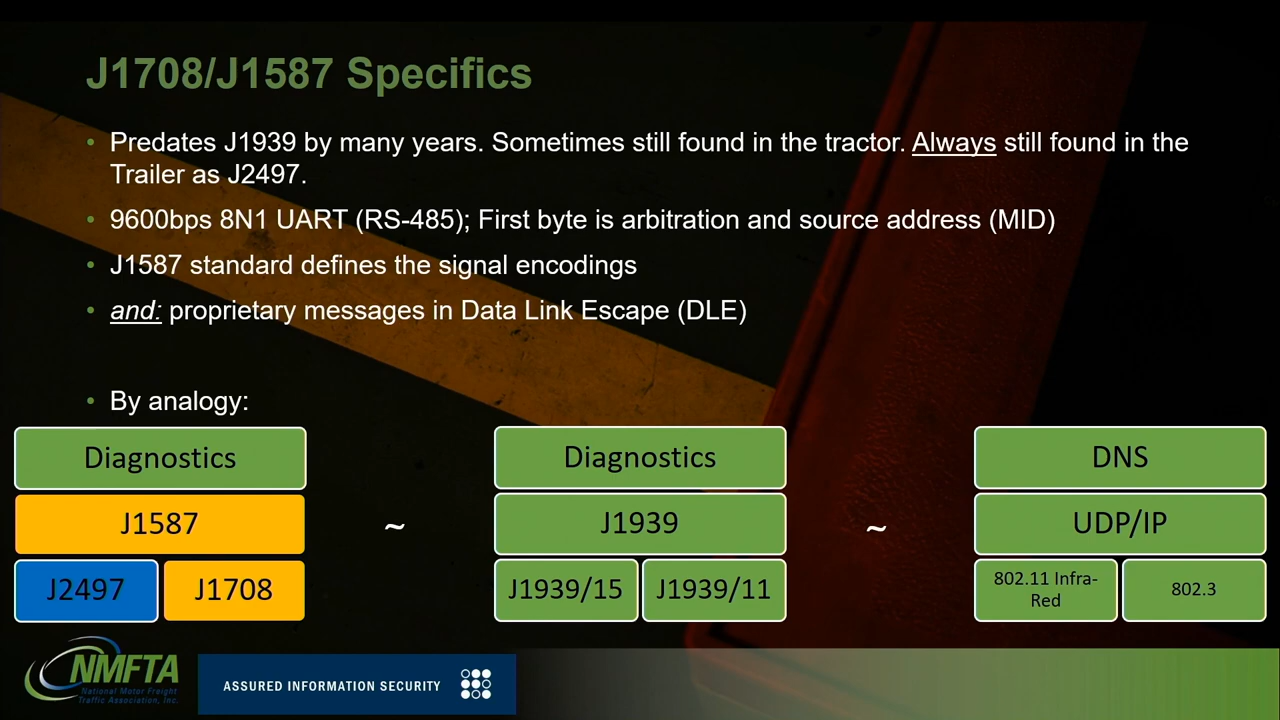 J1708/J1587 Specifics
• Predates J1939 by many years. Sometimes still found in the tractor. Always still found in the
Trailer as J2497.
• 9600bps 8N1 UART (RS-485); First byte is arbitration and source address (MID)
• J1587 standard defines the signal encodings
• and: proprietary messages in Data Link Escape (DLE)
• By analogy:
Diagnostics
J1587
J2497 J1708
~
Diagnostics
J1939
J1939/15 J1939/11
~
DNS
UDP/IP
802.11 Infra-
Red
802.3
NMFTA
National Motor Freight
Traffic Association, Inc.
ASSURED INFORMATION SECURITY